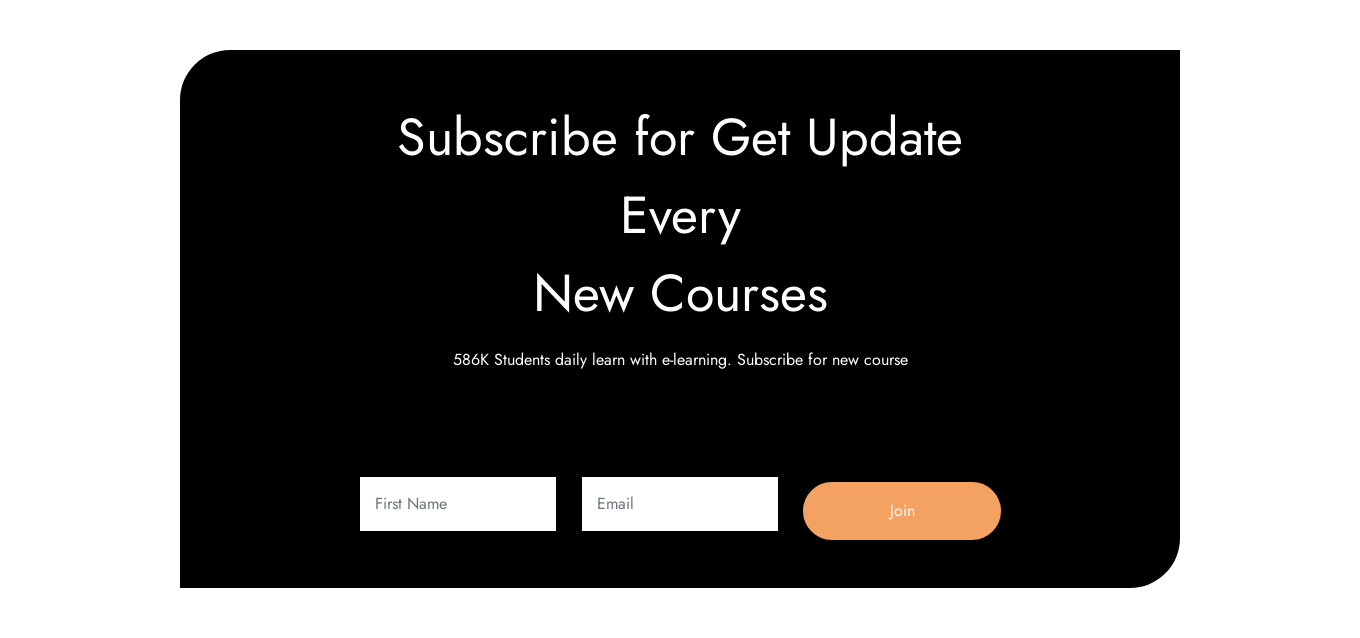 Subscribe for Get Update
Every
New Courses
586K Students daily learn with e-learning. Subscribe for new course
First Name
Email
Join